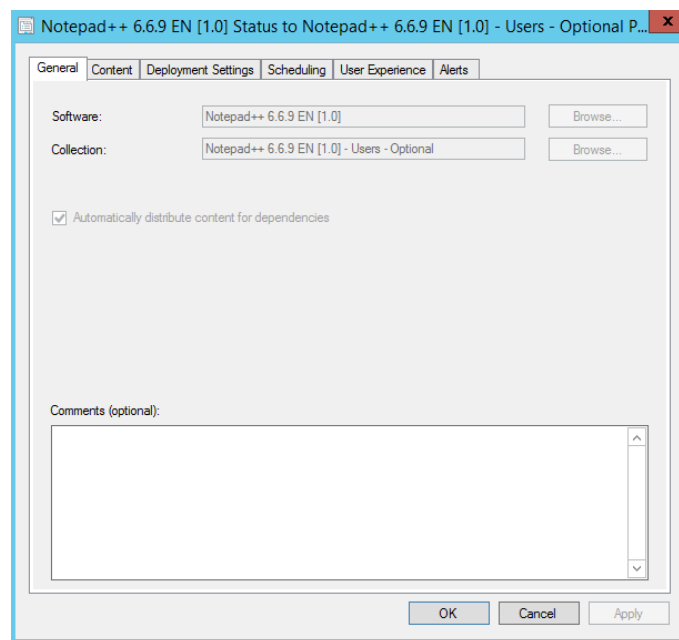 Notepad++ 6.6.9 EN [1.0] Status to Notepad++ 6.6.9 EN [1.0] - Users - Optional P... x
General Content Deployment Settings Scheduling User Experience Alerts
Software: Notepad++ 6.6.9 EN [1.0] Browse...
Collection: Notepad++ 6.6.9 EN [1.0] - Users - Optional Browse...
Automatically distribute content for dependencies
Comments (optional):
OK Cancel Apply